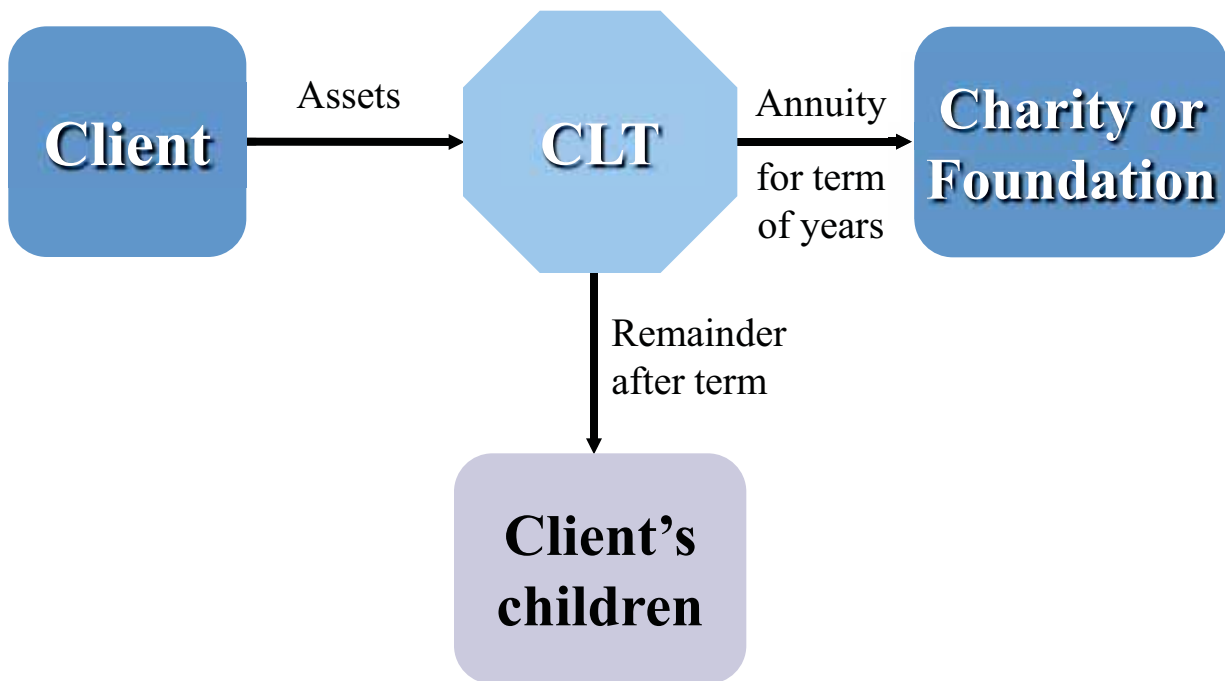 Client
Assets
CLT
Annuity
for term
of years
Charity or
Foundation
Remainder
after term
Client’s
children